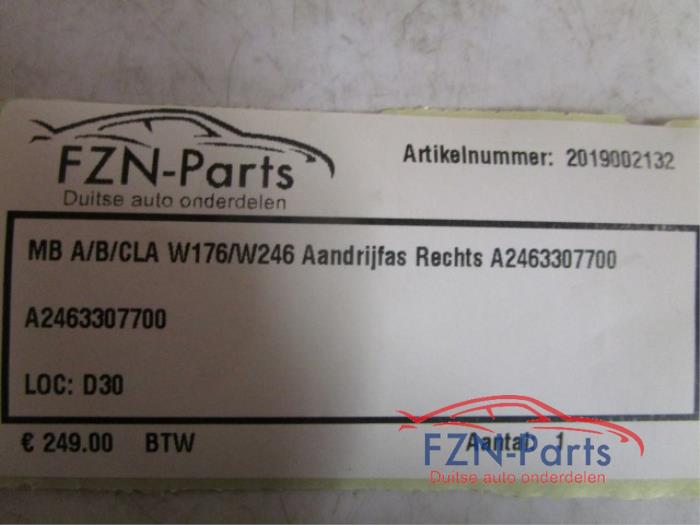 FZN-Parts
Duitse auto onderdelen
Artikelnummer: 2019002132
MB A/B/CLA W176/W246 Aandrijfas Rechts A2463307700
A2463307700
LOC: D30
€ 249.00 BTW
Aantal: 1
FZN-Parts
Duitse auto onderdelen